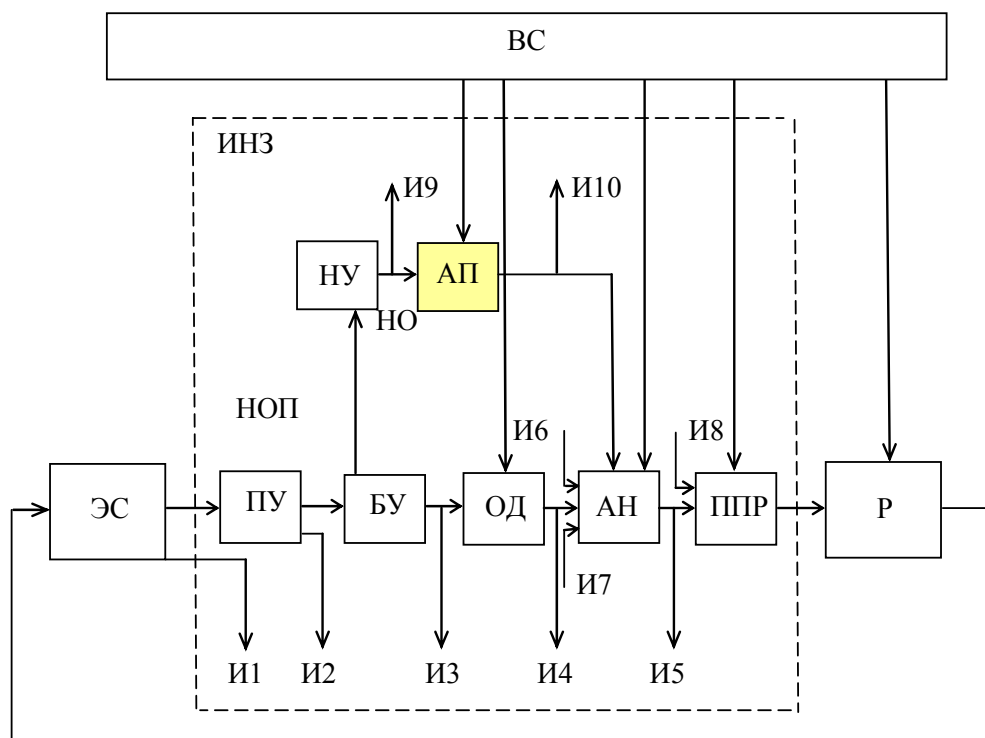 ВС
ИНЗ
И9
И10
НУ
АП
НО
НОП
И6
И8
ЭС
ПУ
БУ
ОД
АН
ППР
Р
И7
И1
И2
И3
И4
И5